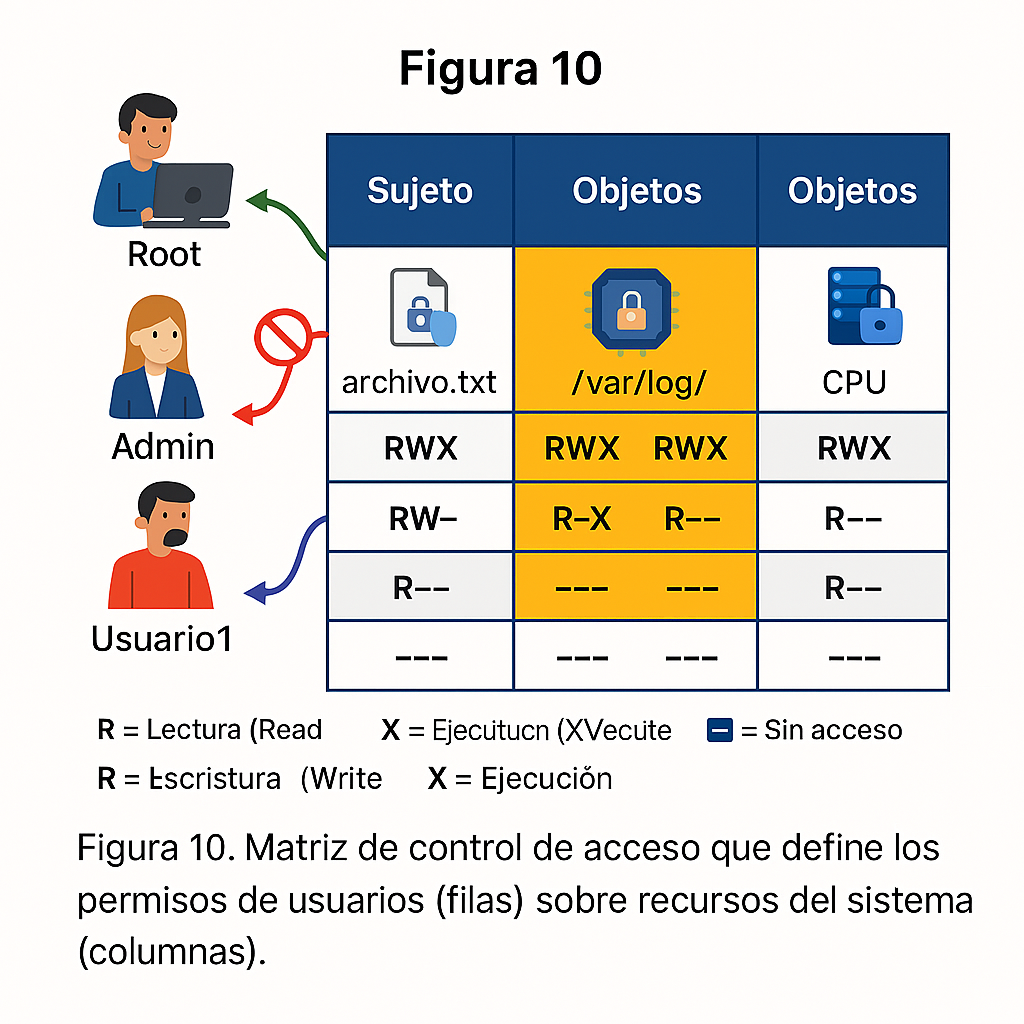 Figura 10
Sujeto Objetos Objetos
Root
archivo.txt /var/log/ CPU
Admin
RWX RWX RWX RWX
RW– R–X R–– R––
R–– ––– ––– R––
Usuario1
––– ––– ––– –––
R = Lectura (Read X = Ejecitucn (XVecute – = Sin acceso
R = Escristura (Write X = Ejecución
Figura 10. Matriz de control de acceso que define los
permisos de usuarios (filas) sobre recursos del sistema
(columnas).